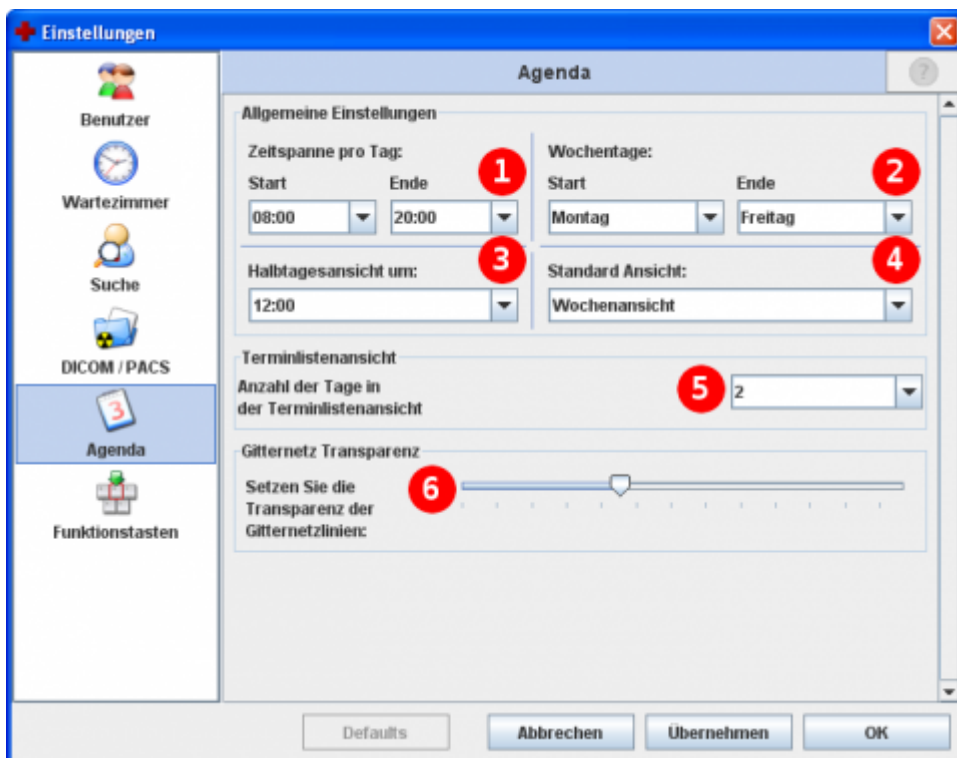 Einstellungen
Benutzer
Wartezimmer
Suche
DICOM / PACS
3
Agenda
Funktionstasten
Agenda
?
Allgemeine Einstellungen
Zeitspanne pro Tag:
1
Start Ende
08:00 20:00
Wochentage:
2
Start Ende
Montag Freitag
Halbtagesansicht um:
3
12:00
Standard Ansicht:
4
Wochenansicht
Terminlistenansicht
Anzahl der Tage in
der Terminlistenansicht
5
2
Gitternetz Transparenz
Setzen Sie die
Transparenz der
Gitternetzlinien:
6
Defaults Abbrechen Übernehmen OK